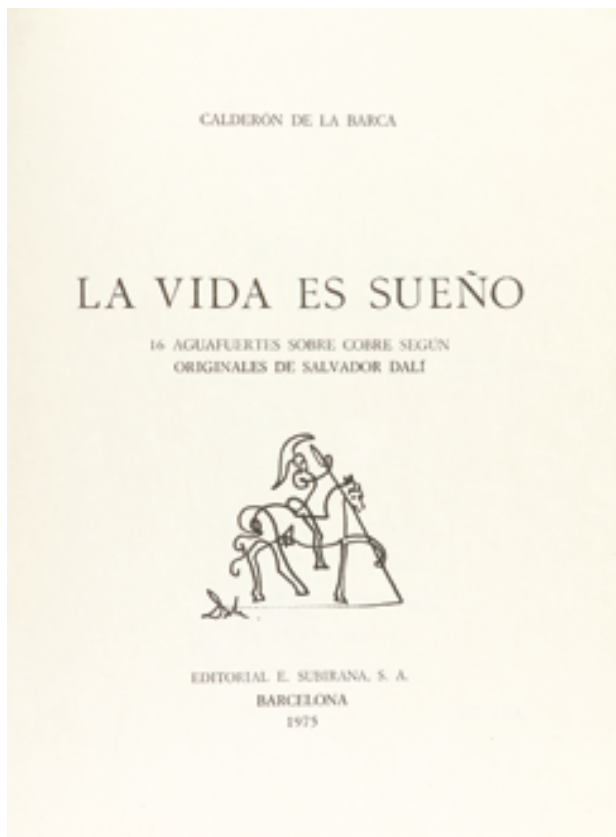 CALDERÓN DE LA BARCA
LA VIDA ES SUEÑO
16 AGUAFUERTES SOBRE COBRE SEGÚN
ORIGINALES DE SALVADOR DALÍ
EDITORIAL E. SUBIRANA, S. A.
BARCELONA
1975